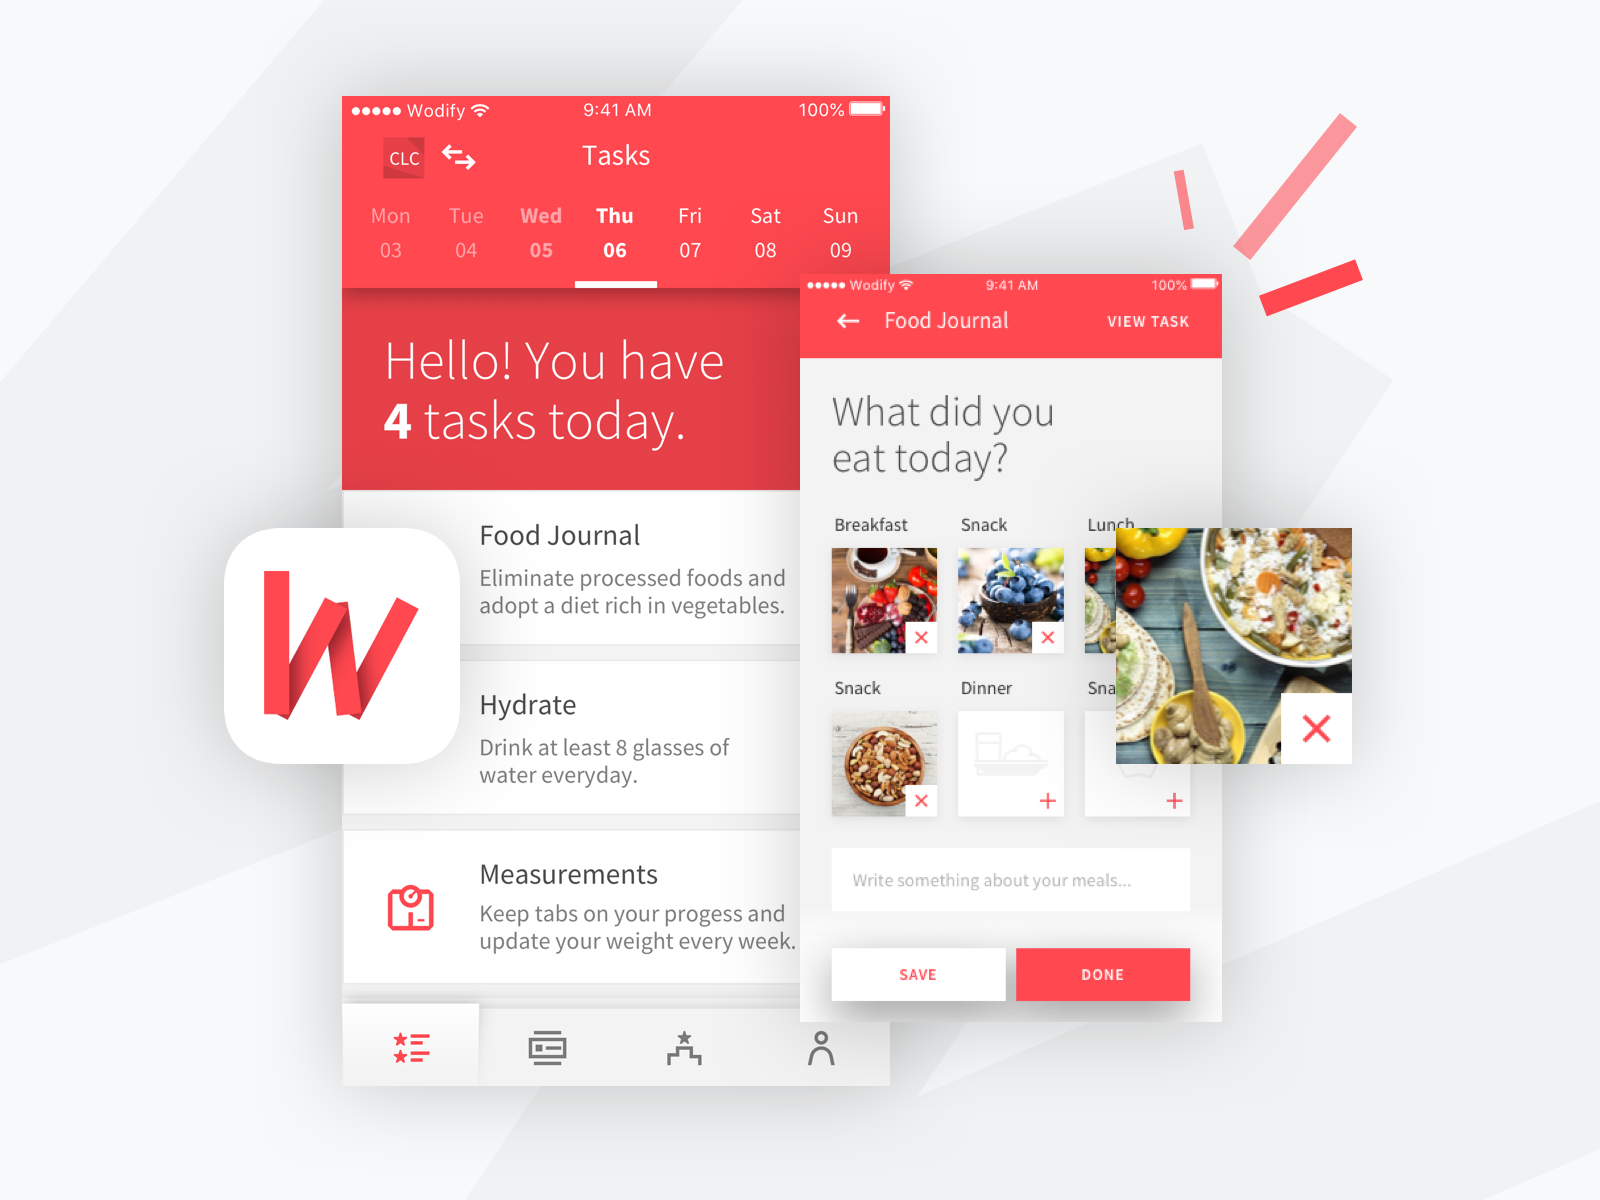 Wodify
9:41 AM
100%
CLC
Tasks
Mon Tue Wed Thu Fri Sat Sun
03 04 05 06 07 08 09
Hello! You have
4 tasks today.
Food Journal
Eliminate processed foods and
adopt a diet rich in vegetables.
Hydrate
Drink at least 8 glasses of
water everyday.
Measurements
Keep tabs on your progess and
update your weight every week.
Wodify
9:41 AM
100%
Food Journal
VIEW TASK
What did you
eat today?
Breakfast Snack Lunch
Snack Dinner Sna
Write something about your meals...
SAVE
DONE